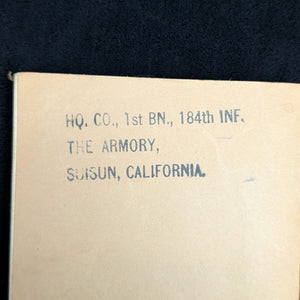 HQ. CO., 1st BN., 184th INF.
THE ARMORY,
SUISUN, CALIFORNIA.